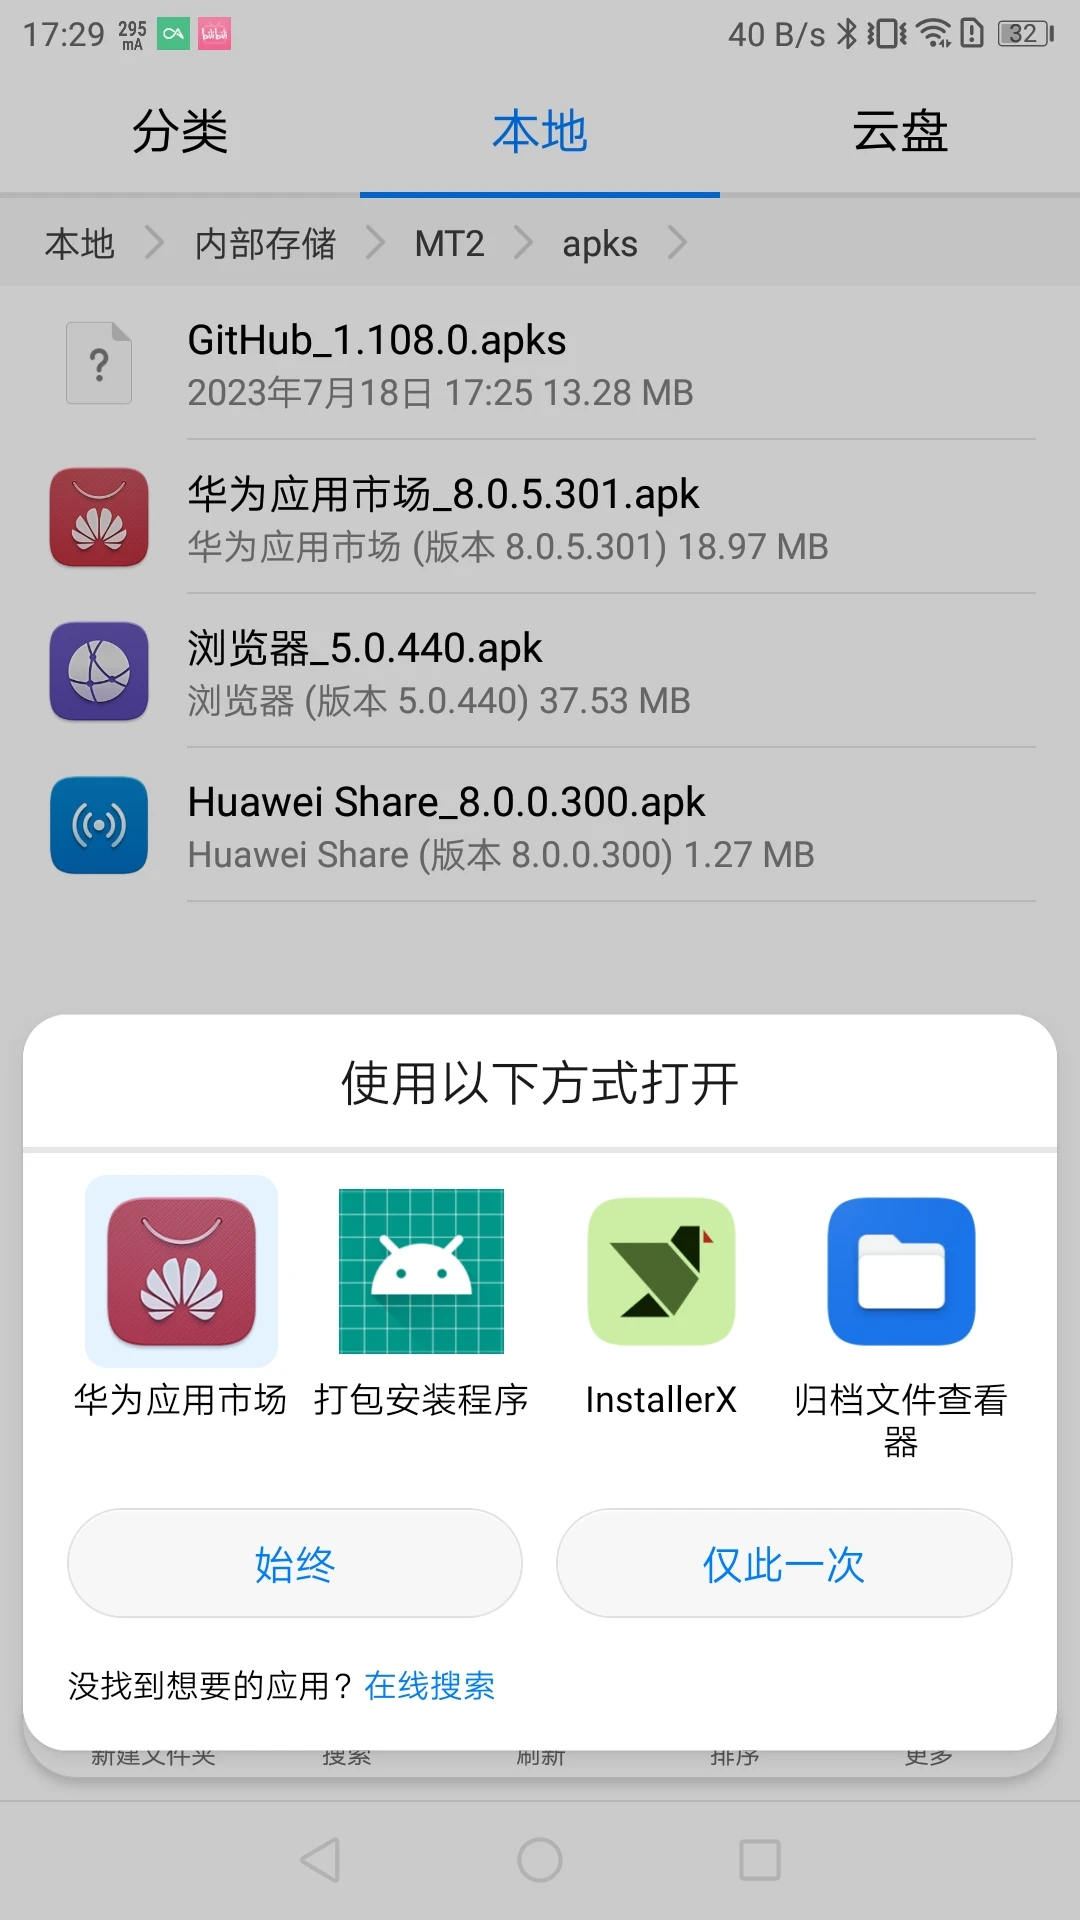 17:29 295 mA bilibili 40 B/s 32
分类 本地 云盘
本地 内部存储 MT2 apks
GitHub_1.108.0.apks
2023年7月18日 17:25 13.28 MB
华为应用市场_8.0.5.301.apk
华为应用市场 (版本 8.0.5.301) 18.97 MB
浏览器_5.0.440.apk
浏览器 (版本 5.0.440) 37.53 MB
Huawei Share_8.0.0.300.apk
Huawei Share (版本 8.0.0.300) 1.27 MB
使用以下方式打开
华为应用市场 打包安装程序 InstallerX 归档文件查看
器
始终 仅此一次
没找到想要的应用？在线搜索
新建文件夹 搜索 刷新 排序 更多